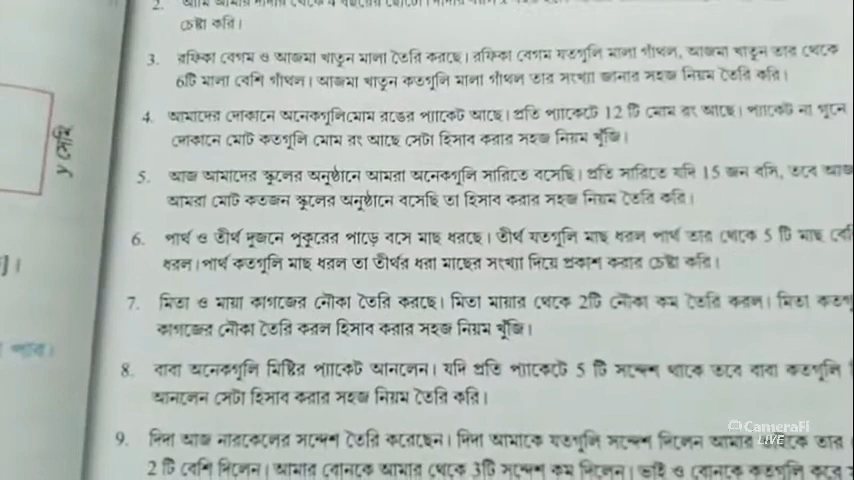 2.
চেষ্টা করি।
3. রফিকা বেগম ও আজমা খাতুন মালা তৈরি করছে। রফিকা বেগম যতগুলি মালা গাঁথল, আজমা খাতুন তার থেকে
6টি মালা বেশি গাঁথল। আজমা খাতুন কতগুলি মালা গাঁথল তার সংখ্যা জানার সহজ নিয়ম তৈরি করি।
4. আমাদের দোকানে অনেকগুলিমোম রঙের প্যাকেট আছে। প্রতি প্যাকেটে 12 টি মোম রং আছে। প্যাকেট না গুনে
দোকানে মোট কতগুলি মোম রং আছে সেটা হিসাব করার সহজ নিয়ম খুঁজি।
y সেমি
5. আজ আমাদের স্কুলের অনুষ্ঠানে আমরা অনেকগুলি সারিতে বসেছি। প্রতি সারিতে যদি 15 জন বসি, তবে আজ
আমরা মোট কতজন স্কুলের অনুষ্ঠানে বসেছি তা হিসাব করার সহজ নিয়ম তৈরি করি।
6. পার্থ ও তীর্থ দুজনে পুকুরের পাড়ে বসে মাছ ধরছে। তীর্থ যতগুলি মাছ ধরল পার্থ তার থেকে 5 টি মাছ
ধরল। পার্থ কতগুলি মাছ ধরল তা তীর্থর ধরা মাছের সংখ্যা দিয়ে প্রকাশ করার চেষ্টা করি।
7. মিতা ও মায়া কাগজের নৌকা তৈরি করছে। মিতা মায়ার থেকে 2টি নৌকা কম তৈরি করল। মিতা
কাগজের নৌকা তৈরি করল হিসাব করার সহজ নিয়ম খুঁজি।
8. বাবা অনেকগুলি মিষ্টির প্যাকেট আনলেন। যদি প্রতি প্যাকেটে 5 টি সন্দেশ থাকে তবে বাবা কতগুলি
আনলেন সেটা হিসাব করার সহজ নিয়ম তৈরি করি।
9. দিদা আজ নারকেলের সন্দেশ তৈরি করেছেন। দিদা আমাকে যতগুলি সন্দেশ দিলেন আমার ভাইকে তার
2 টি বেশি দিলেন। আমার বোনকে আমার থেকে 3টি সন্দেশ কম দিলেন। ভাই ও বোনকে কতগুলি করে
CameraFI
LIVE